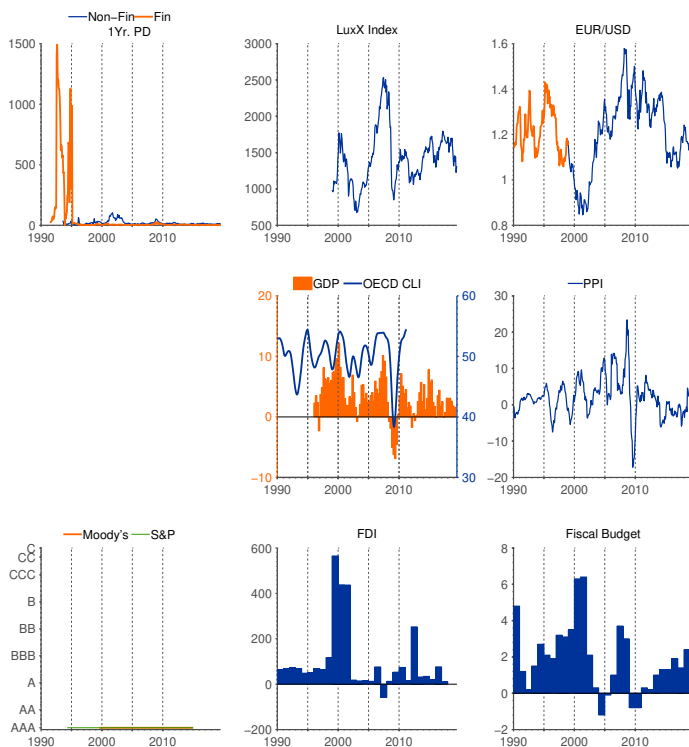 Non-Fin Fin
1Yr. PD
1500
1000
500
0
1990 2000 2010
LuxX Index
3000
2500
2000
1500
1000
500
1990 2000 2010
EUR/USD
1.6
1.4
1.2
1
0.8
1990 2000 2010
GDP OECD CLI
20
10
0
−10
60
50
40
30
1990 2000 2010
PPI
30
20
10
0
−10
−20
1990 2000 2010
Moody's S&P
C
CC
CCC
B
BB
BBB
A
AA
AAA
1990 2000 2010
FDI
600
400
200
0
−200
1990 2000 2010
Fiscal Budget
8
6
4
2
0
−2
1990 2000 2010